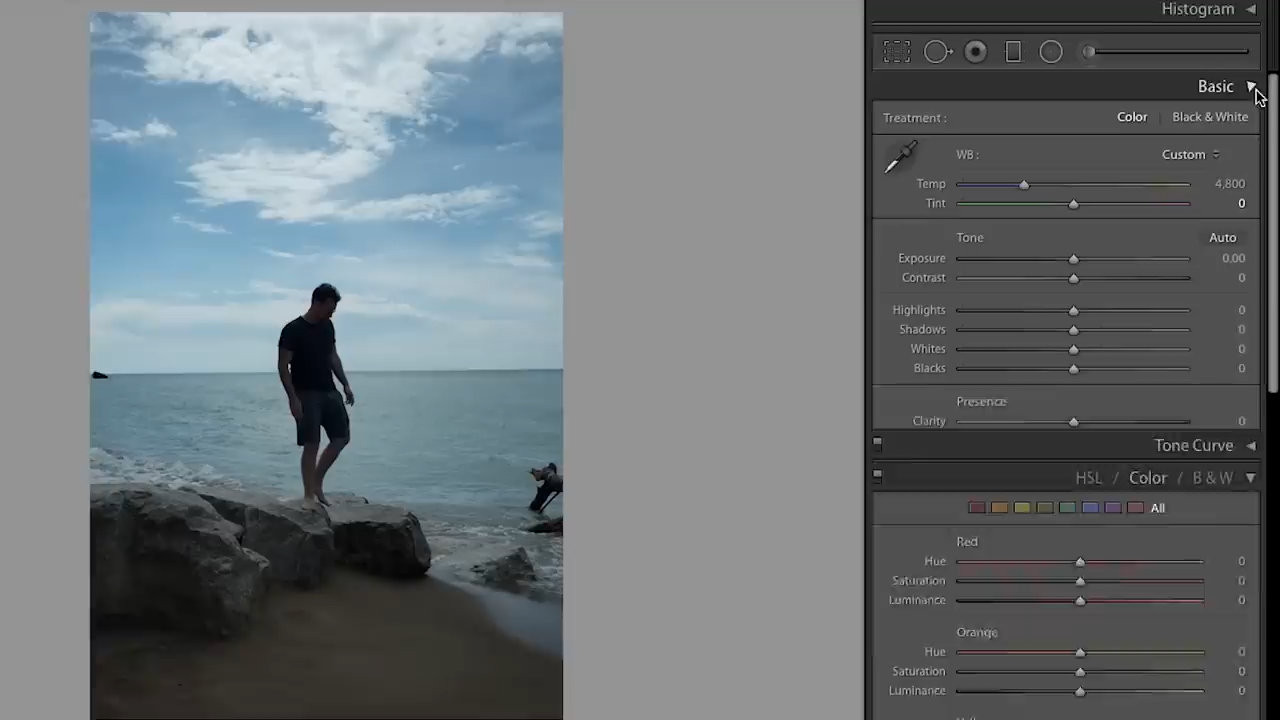 Histogram
Basic
Treatment : Color Black & White
WB : Custom
Temp 4,800
Tint 0
Tone Auto
Exposure 0.00
Contrast 0
Highlights 0
Shadows 0
Whites 0
Blacks 0
Presence
Clarity 0
Tone Curve
HSL / Color / B & W
All
Red
Hue 0
Saturation 0
Luminance 0
Orange
Hue 0
Saturation 0
Luminance 0